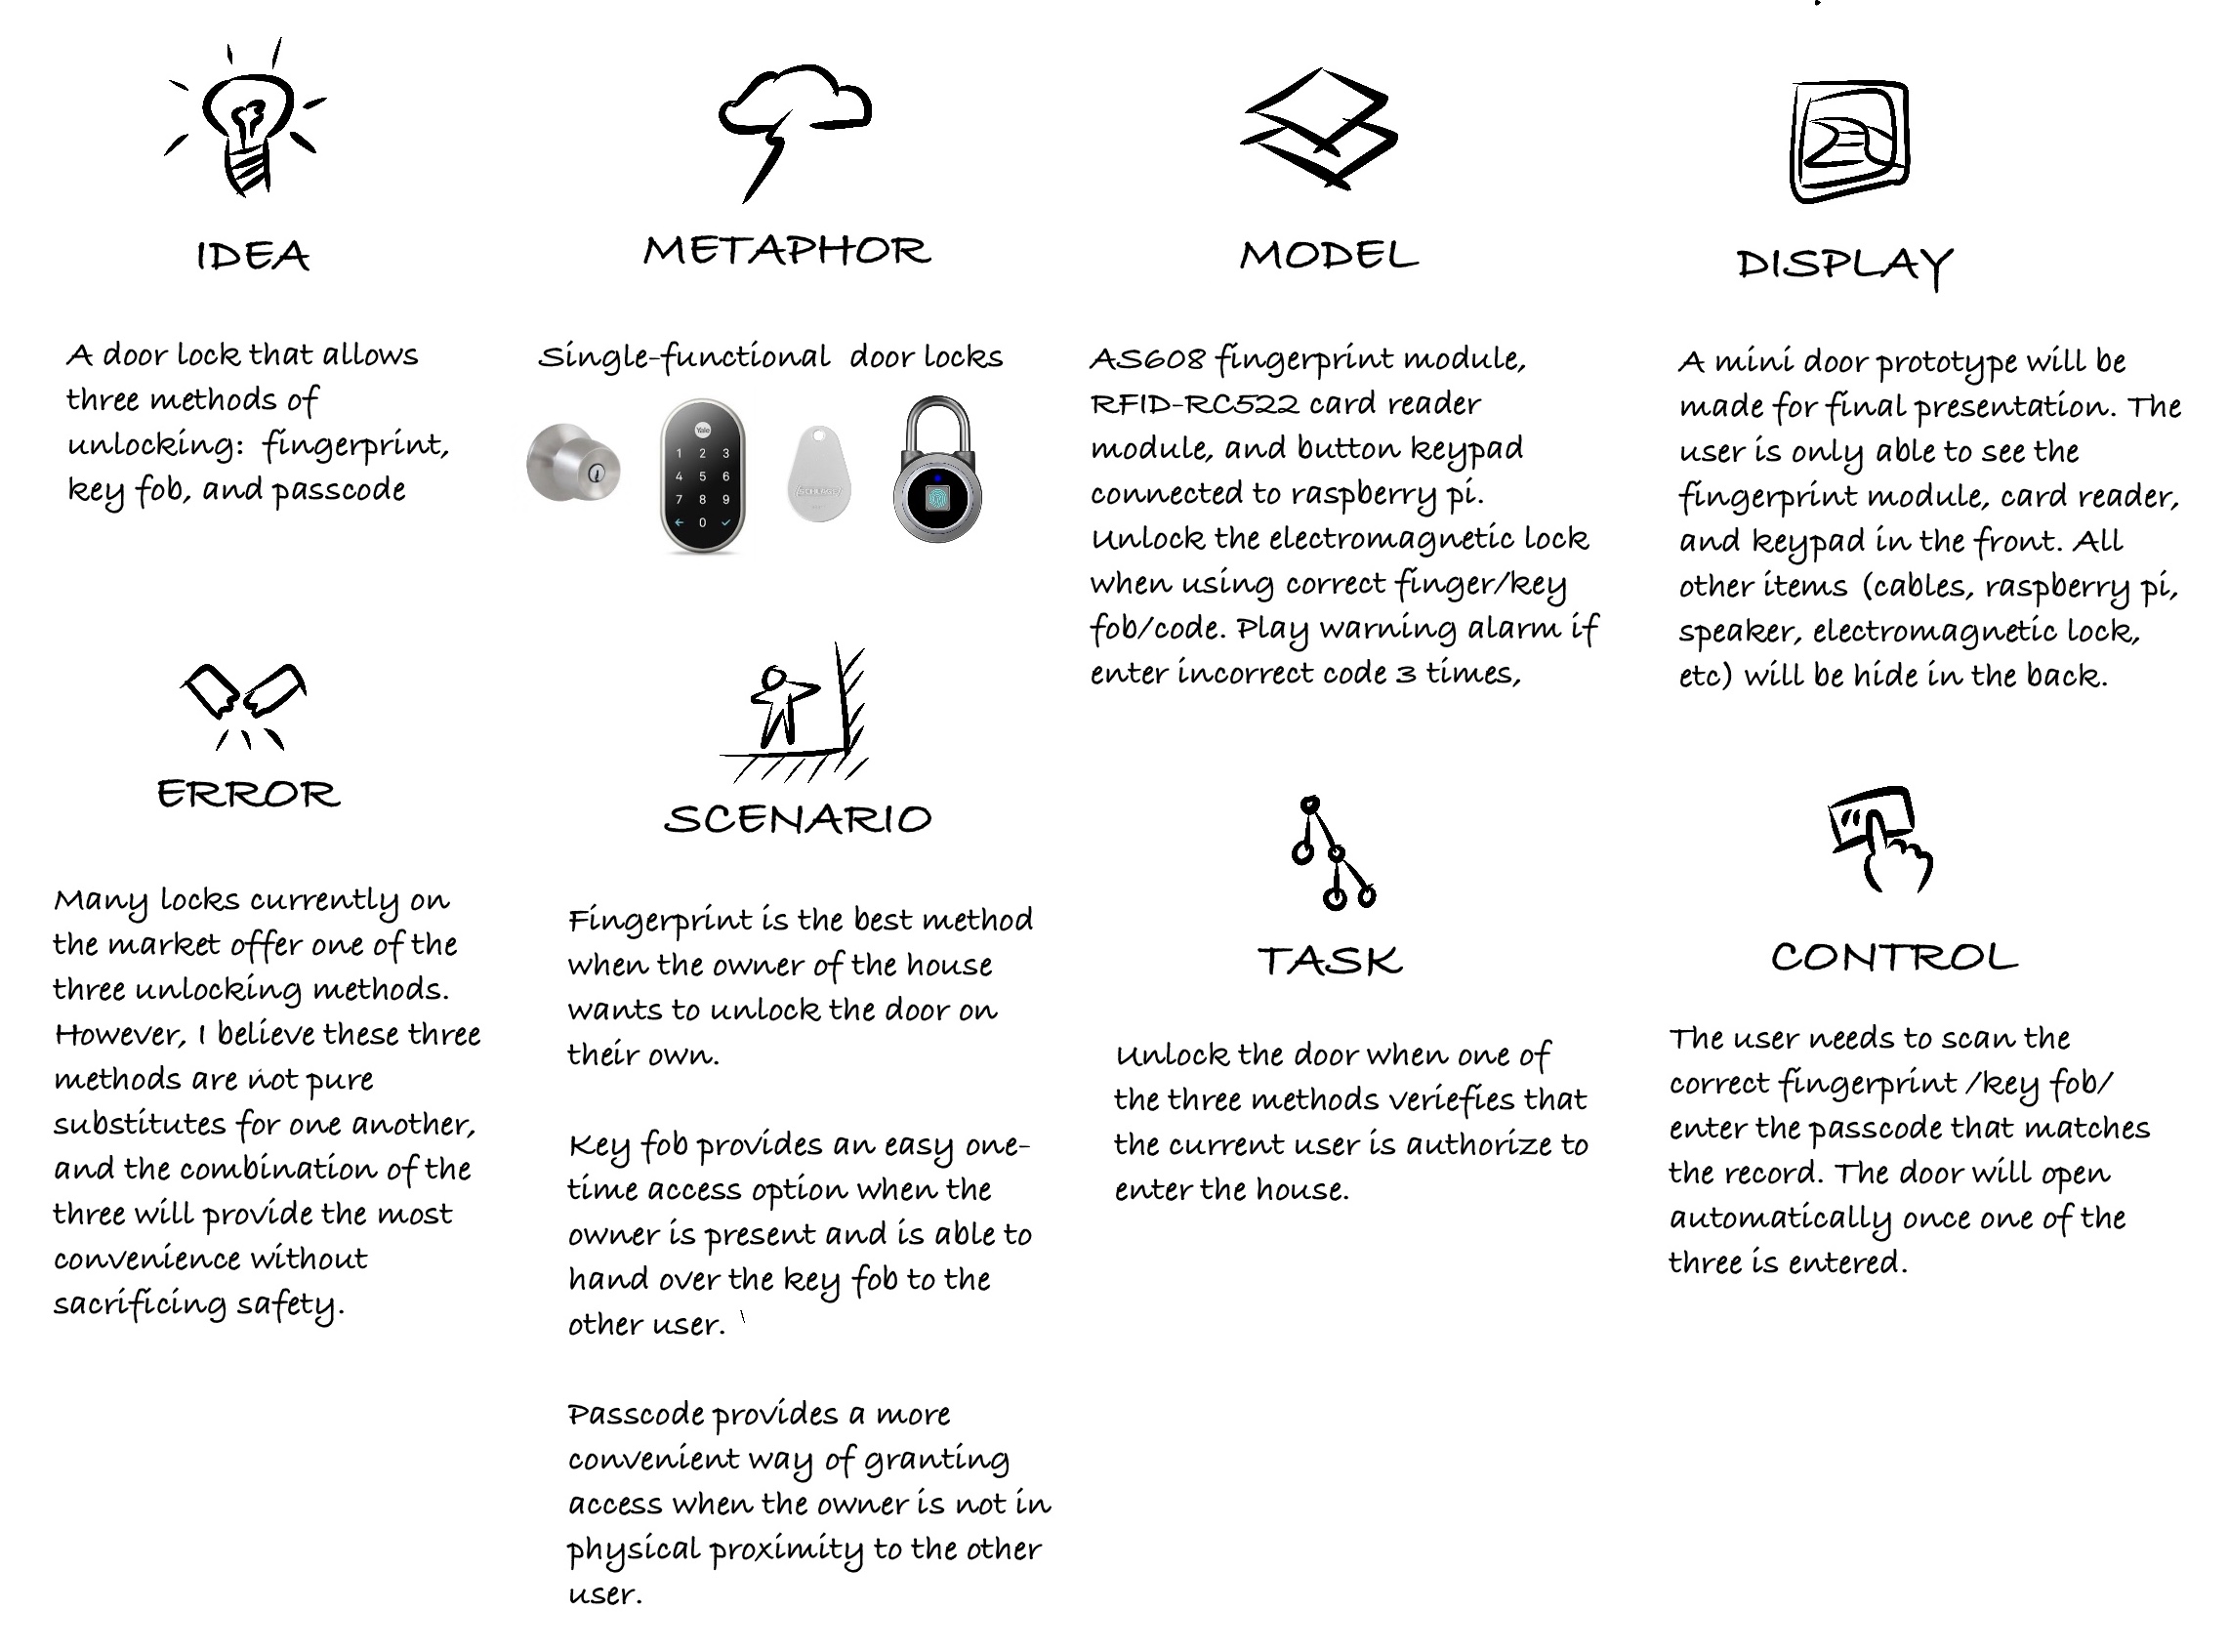 IDEA
A door lock that allows
three methods of
unlocking: fingerprint,
key fob, and passcode
METAPHOR
Single-functional door locks
Yale
1 2 3
4 5 6
7 8 9
0
MODEL
AS608 fingerprint module,
RFID-RC522 card reader
module, and button keypad
connected to raspberry pi.
Unlock the electromagnetic lock
when using correct finger/key
fob/code. Play warning alarm if
enter incorrect code 3 times,
DISPLAY
A mini door prototype will be
made for final presentation. The
user is only able to see the
fingerprint module, card reader,
and keypad in the front. All
other items (cables, raspberry pi,
speaker, electromagnetic lock,
etc) will be hide in the back.
ERROR
Many locks currently on
the market offer one of the
three unlocking methods.
However, I believe these three
methods are not pure
substitutes for one another,
and the combination of the
three will provide the most
convenience without
sacrificing safety.
SCENARIO
Fingerprint is the best method
when the owner of the house
wants to unlock the door on
their own.
Key fob provides an easy one-
time access option when the
owner is present and is able to
hand over the key fob to the
other user.
Passcode provides a more
convenient way of granting
access when the owner is not in
physical proximity to the other
user.
TASK
Unlock the door when one of
the three methods veriefies that
the current user is authorize to
enter the house.
CONTROL
The user needs to scan the
correct fingerprint /key fob/
enter the passcode that matches
the record. The door will open
automatically once one of the
three is entered.